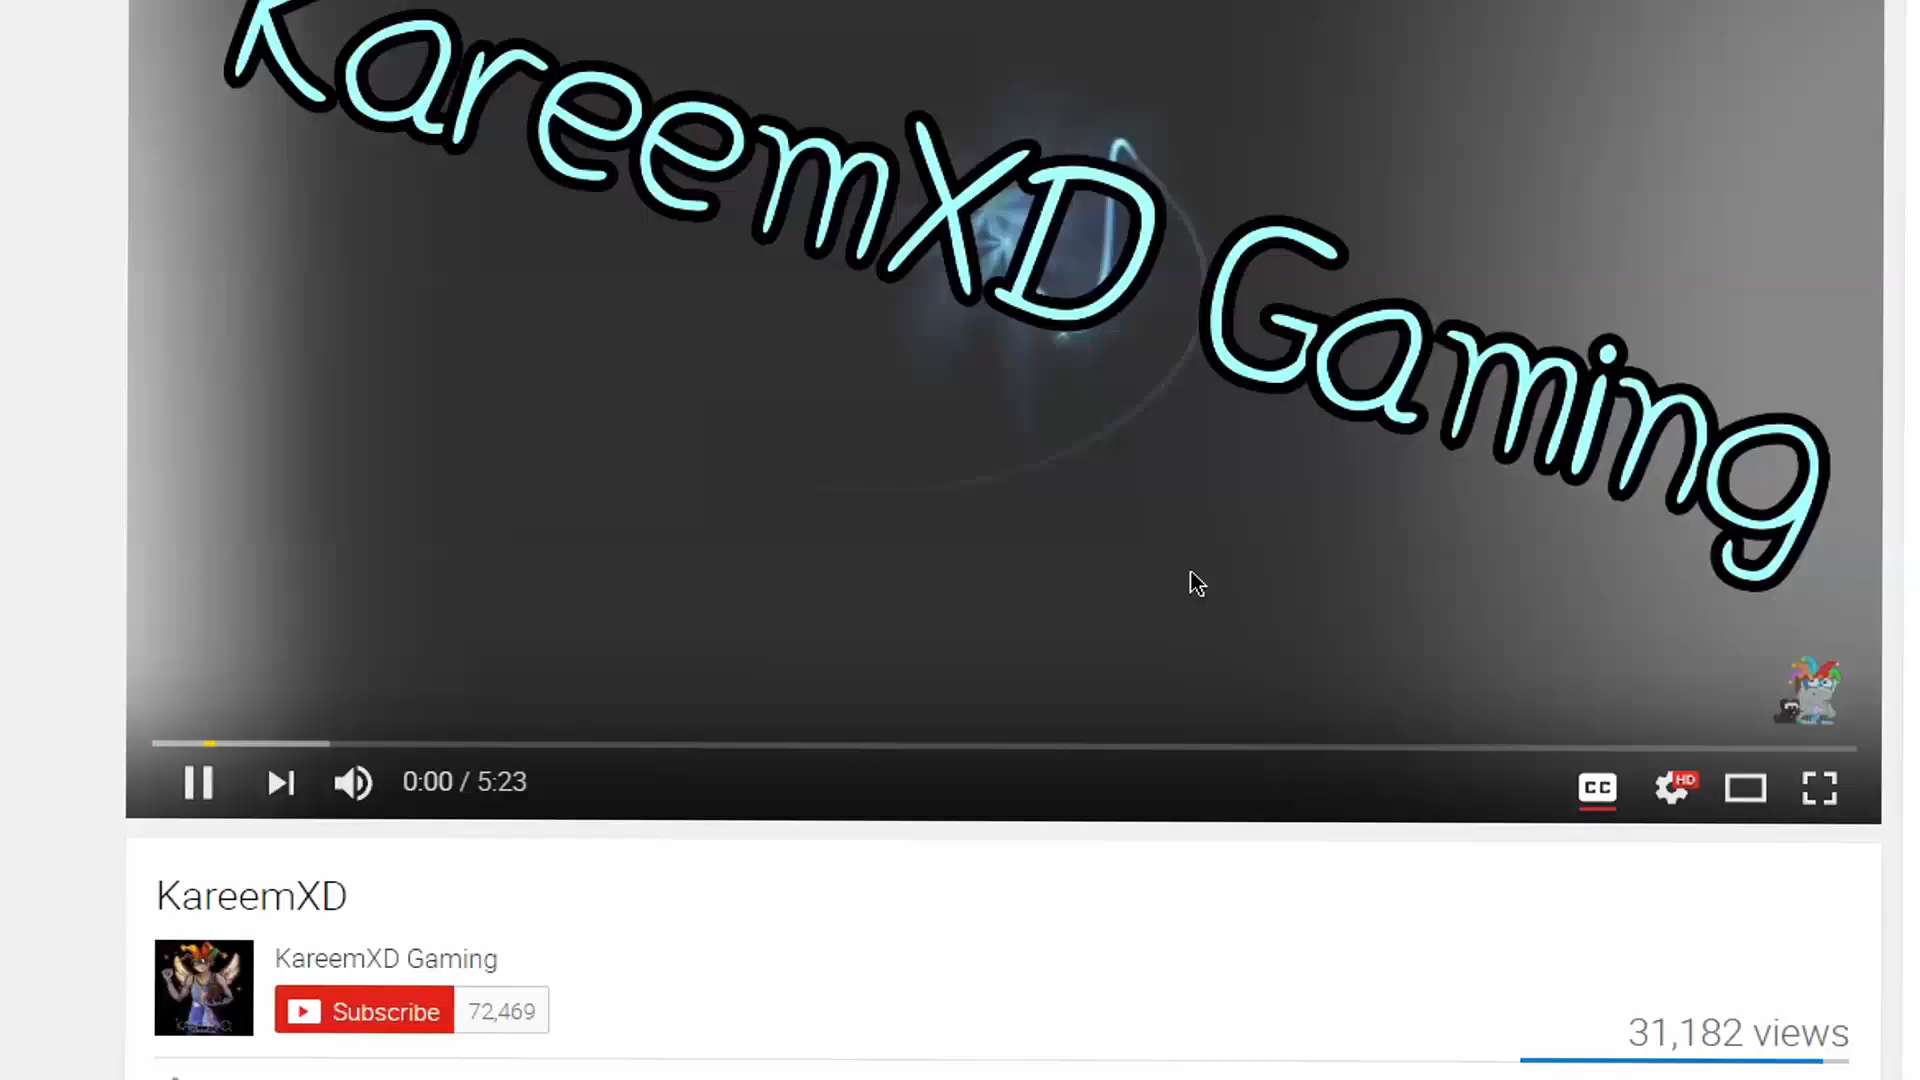 KareemXD Gaming
0:00 / 5:23
CC
HD
KareemXD
KareemXD Gaming
Subscribe 72,469
31,182 views